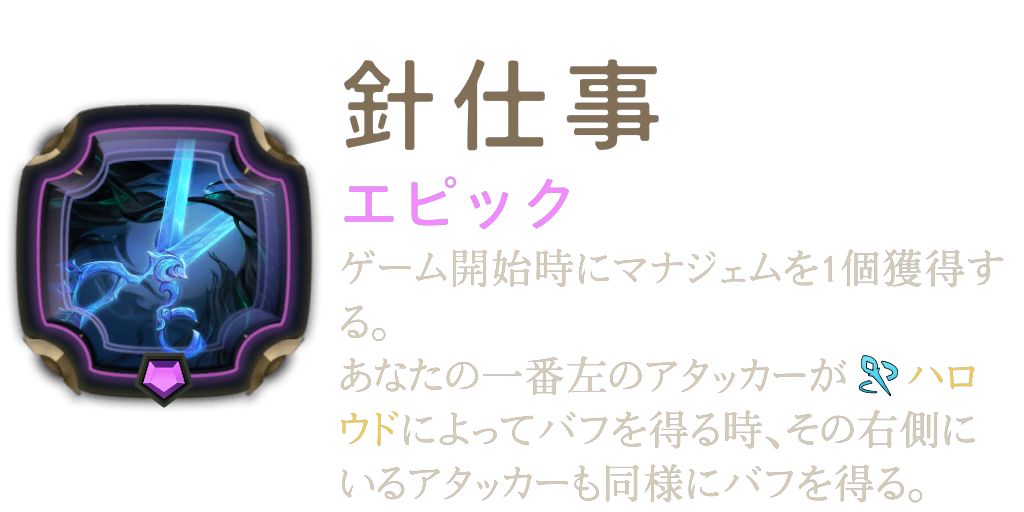 針仕事
エピック
ゲーム開始時にマナジェムを1個獲得す
る。
あなたの一番左のアタッカーがハロ
ウドによってバフを得る時、その右側に
いるアタッカーも同様にバフを得る。